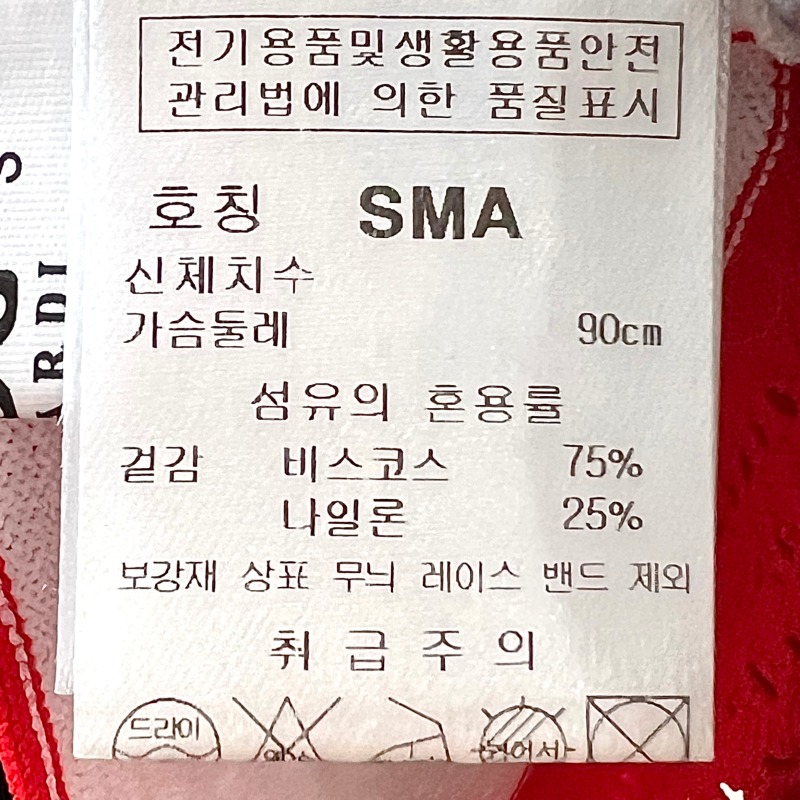 전기용품및생활용품안전
관리법에 의한 품질표시
호칭 SMA
신체치수
가슴둘레 90cm
섬유의 혼용률
겉감 비스코스 75%
나일론 25%
보강재 상표 무늬 레이스 밴드 제외
취급주의
드라이